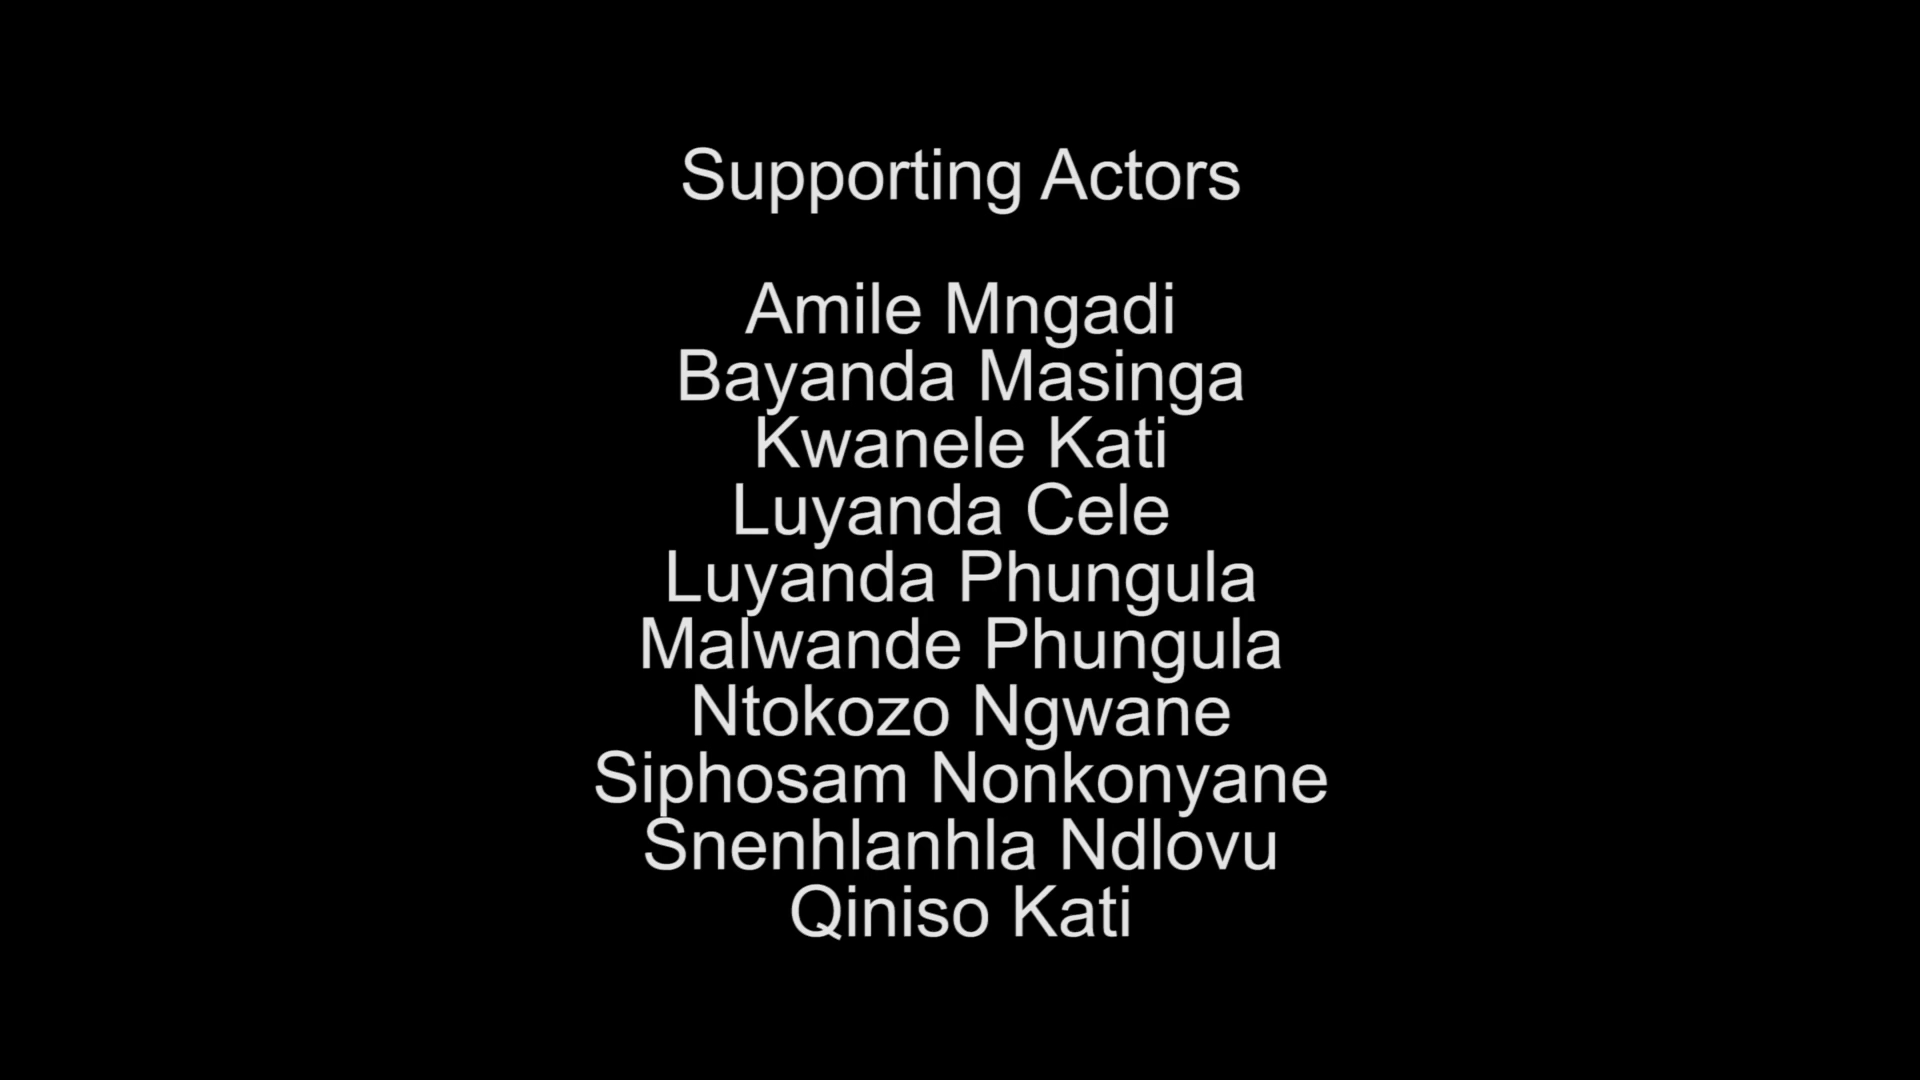 Supporting Actors
Amile Mngadi
Bayanda Masinga
Kwanele Kati
Luyanda Cele
Luyanda Phungula
Malwande Phungula
Ntokozo Ngwane
Siphosam Nonkonyane
Snenhlanhla Ndlovu
Qiniso Kati